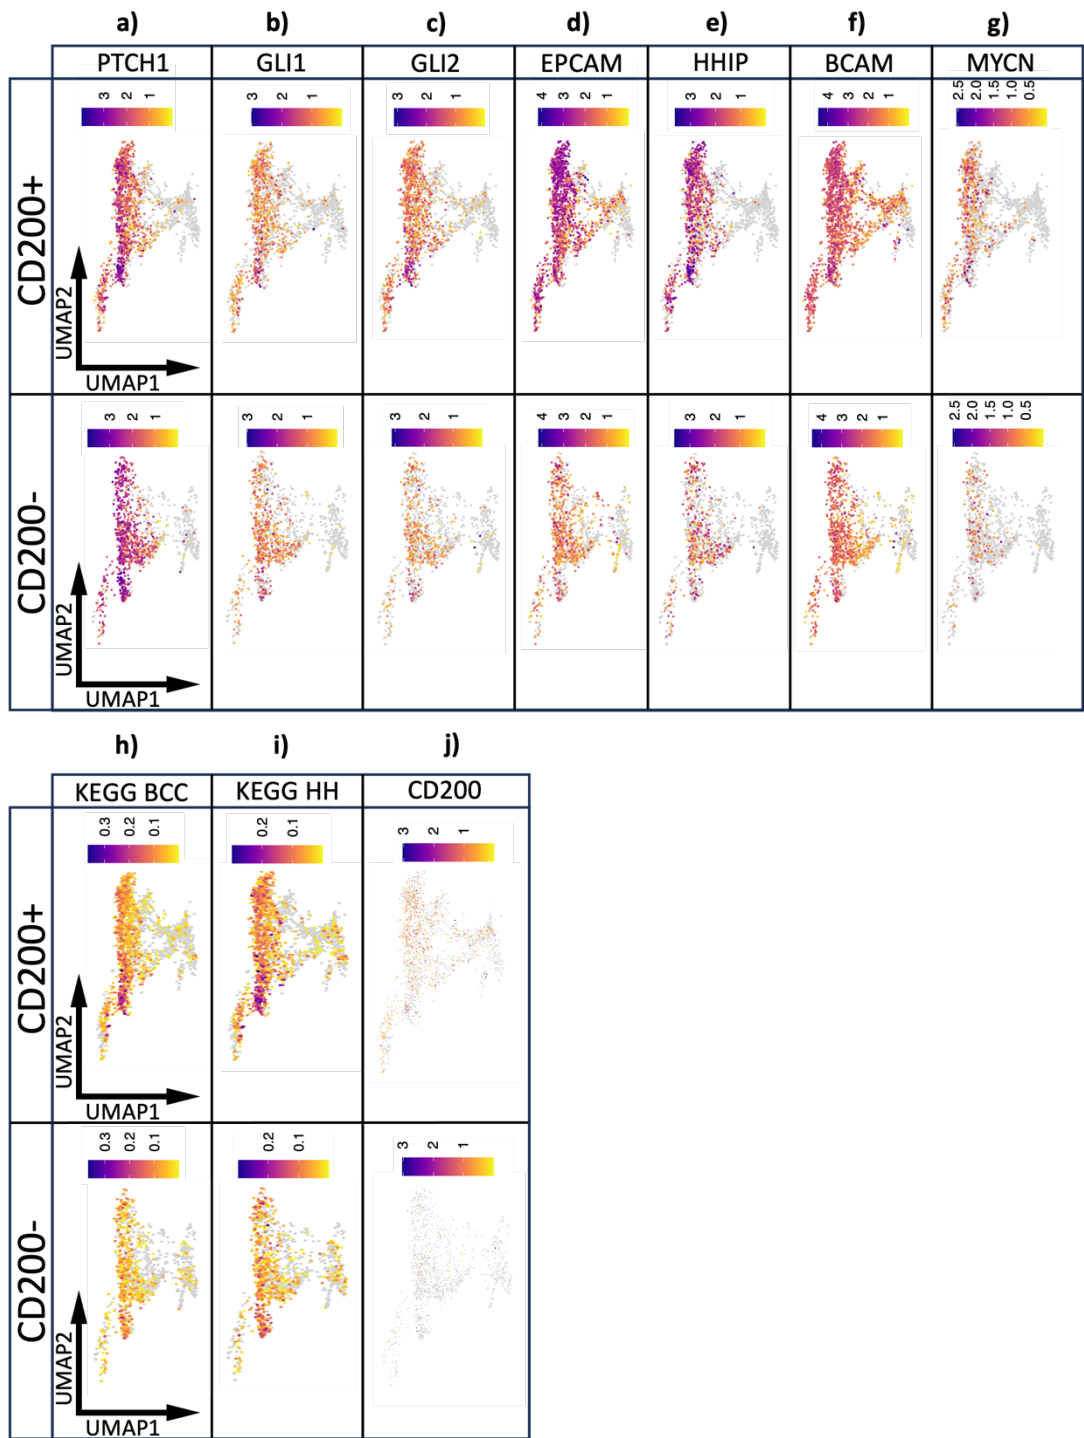 a) b) c) d) e) f) g)
PTCH1 GLI1 GLI2 EPCAM HHIP BCAM MYCN
CD200+
3 2 1
3 2 1
3 2 1
4 3 2 1
3 2 1
4 3 2 1
2.5 2.0 1.5 1.0 0.5
UMAP2
UMAP1
CD200-
3 2 1
3 2 1
3 2 1
4 3 2 1
3 2 1
4 3 2 1
2.5 2.0 1.5 1.0 0.5
UMAP2
UMAP1
h) i) j)
KEGG BCC KEGG HH CD200
CD200+
0.3 0.2 0.1
0.2 0.1
3 2 1
UMAP2
UMAP1
CD200-
0.3 0.2 0.1
0.2 0.1
3 2 1
UMAP2
UMAP1